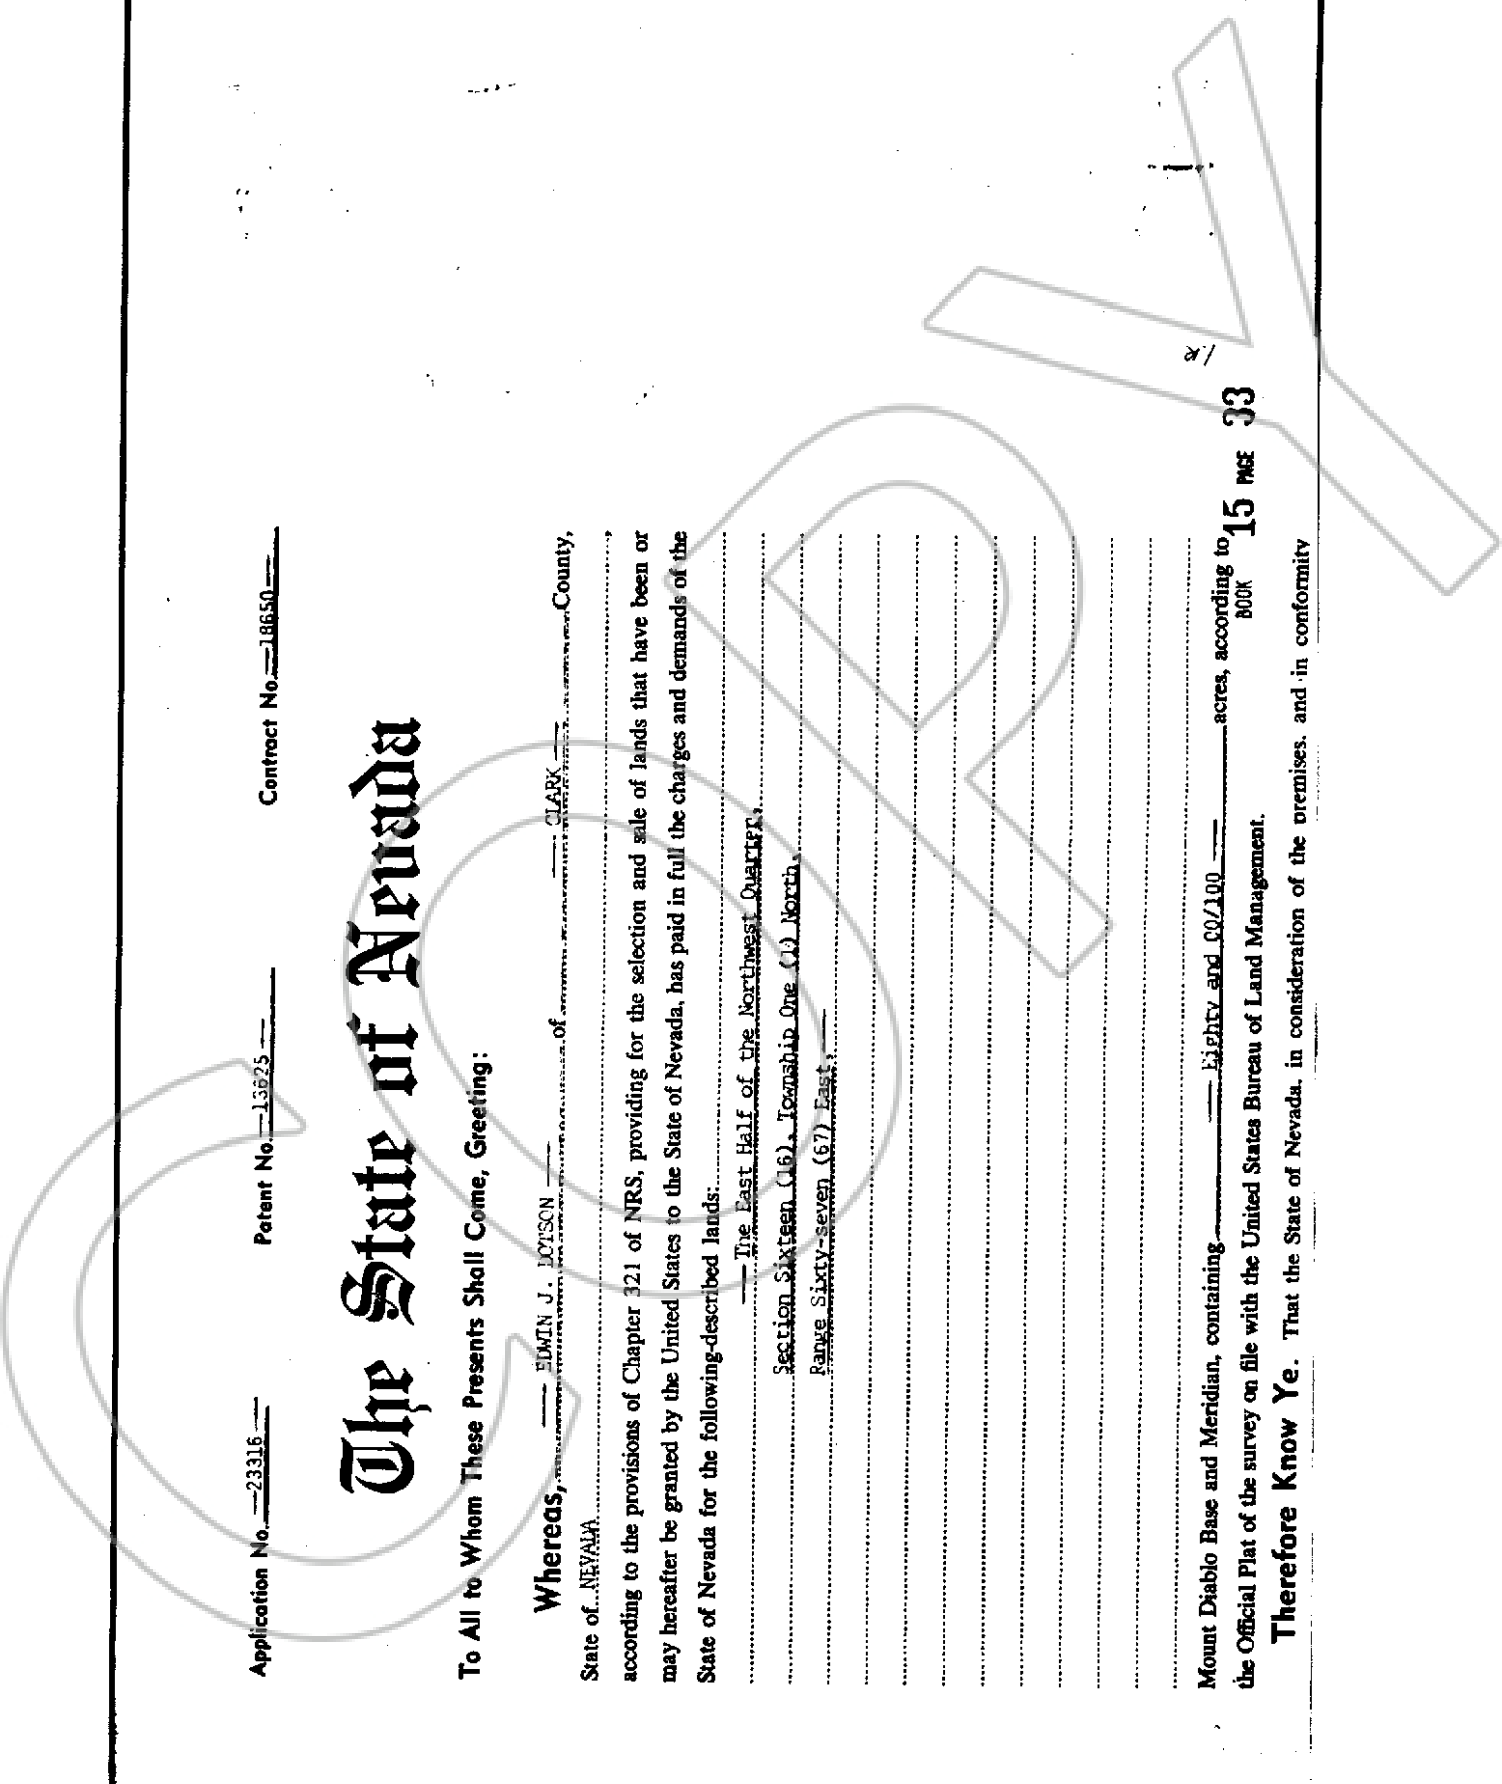 Application No. 23316 Patent No. 13625 Contract No. 18650
The State of Nevada
To All to Whom These Presents Shall Come, Greeting:
Whereas, EDWIN J. DOTSON of CLARK County,
State of NEVADA,
according to the provisions of Chapter 321 of NRS, providing for the selection and sale of lands that have been or
may hereafter be granted by the United States to the State of Nevada, has paid in full the charges and demands of the
State of Nevada for the following-described lands:
The East Half of the Northwest Quarter,
Section Sixteen (16), Township One (1) North,
Range Sixty-seven (67) East,
Mount Diablo Base and Meridian, containing Eighty and 00/100 acres, according to
the Official Plat of the survey on file with the United States Bureau of Land Management.
BOOK 15 PAGE 33
Therefore Know Ye. That the State of Nevada, in consideration of the premises, and in conformity
COPY